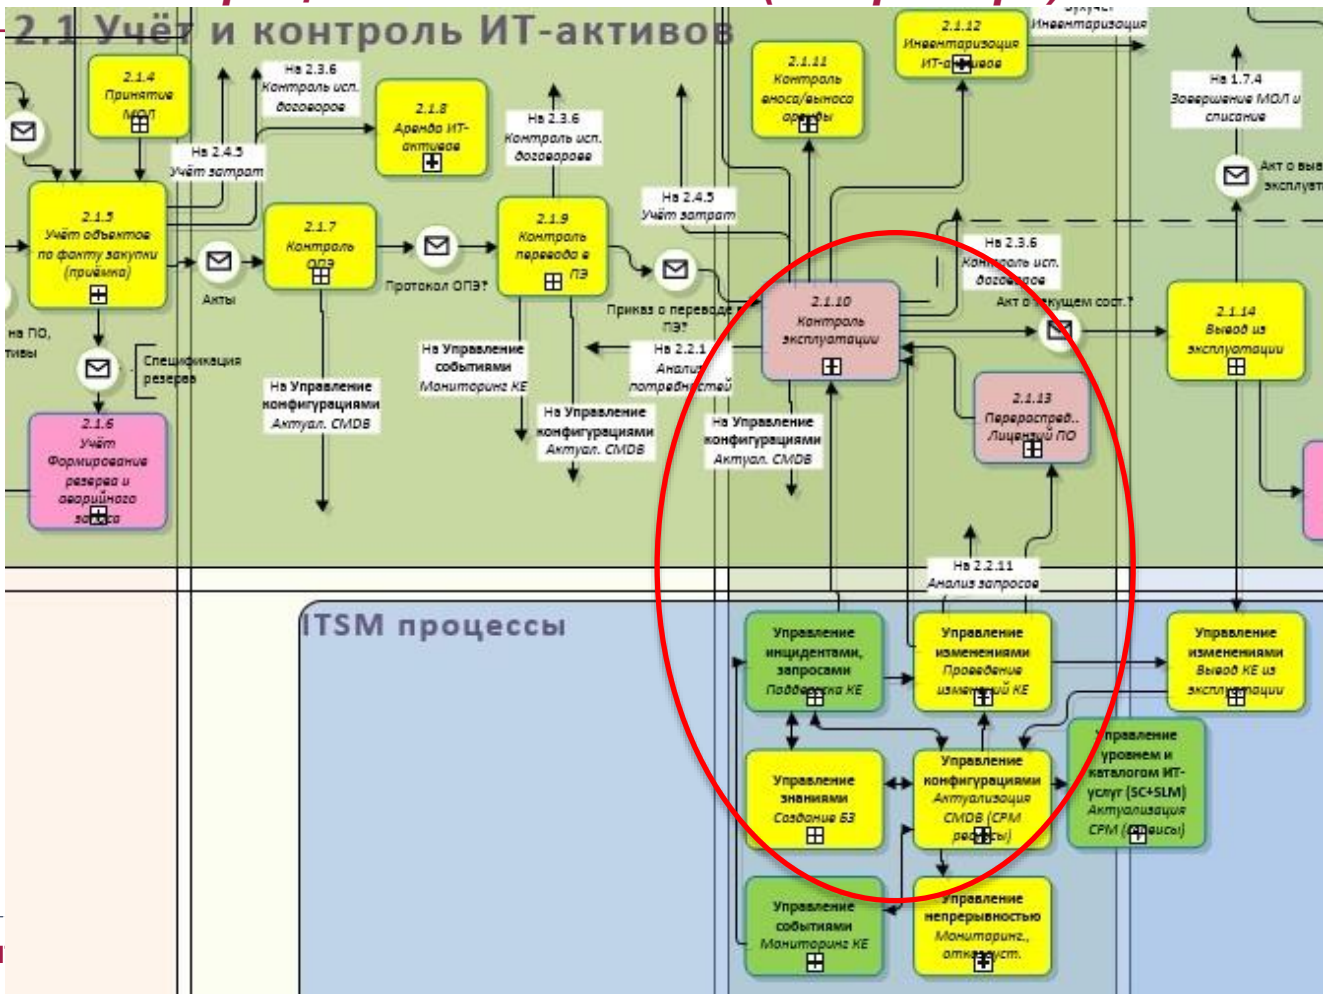 2.1 Учёт и контроль ИТ-активов
2.1.4
Принятие
МОЛ
На 2.3.6
Контроль исп.
договоров
2.1.8
Аренда ИТ-
активов
На 2.3.6
Контроль исп.
договорове
2.1.11
Контроль
вноса/выноса
аренды
2.1.12
Инвентаризация
ИТ-активов
Инвентаризация
На 1.7.4
Завершение МОЛ и
списание
На 2.4.5
Учёт затрат
2.1.5
Учёт объектов
по факту закупки
(приёмка)
Акты
2.1.7
Контроль
ОПЭ
Протокол ОПЭ?
2.1.9
Контроль
перевода в
ПЭ
На 2.4.5
Учёт затрат
Приказ о переводе в
ПЭ?
2.1.10
Контроль
эксплуатации
На 2.3.6
Контроль исп.
договоров
Акт о текущем сост.?
Акт о
2.1.14
Вывод из
эксплуатации
на ПО,
Спецификация
резерва
2.1.6
Учёт
Формирование
резерва и
аварийного
запаса
На Управление
конфигурациями
Актуал. CMDB
На Управление
событиями
Мониторинг КЕ
На Управление
конфигурациями
Актуал. CMDB
На 2.2.1
Анализ
потребностей
На Управление
конфигурациями
Актуал. CMDB
2.1.13
Перераспред..
Лицензий ПО
На 2.2.11
Анализ запросов
ITSM процессы
Управление
инцидентами,
запросами
Поддержка КЕ
Управление
изменениями
Проведение
изменений КЕ
Управление
изменениями
Вывод КЕ из
эксплуатации
Управление
знаниями
Создание БЗ
Управление
конфигурациями
Актуализация
CMDB (СРМ
ресурсы)
Управление
уровнем и
каталогом ИТ-
услуг (SC+SLM)
Актуализация
СРМ (сервисы)
Управление
событиями
Мониторинг КЕ
Управление
непрерывностью
Мониторинг.,
отказоуст.